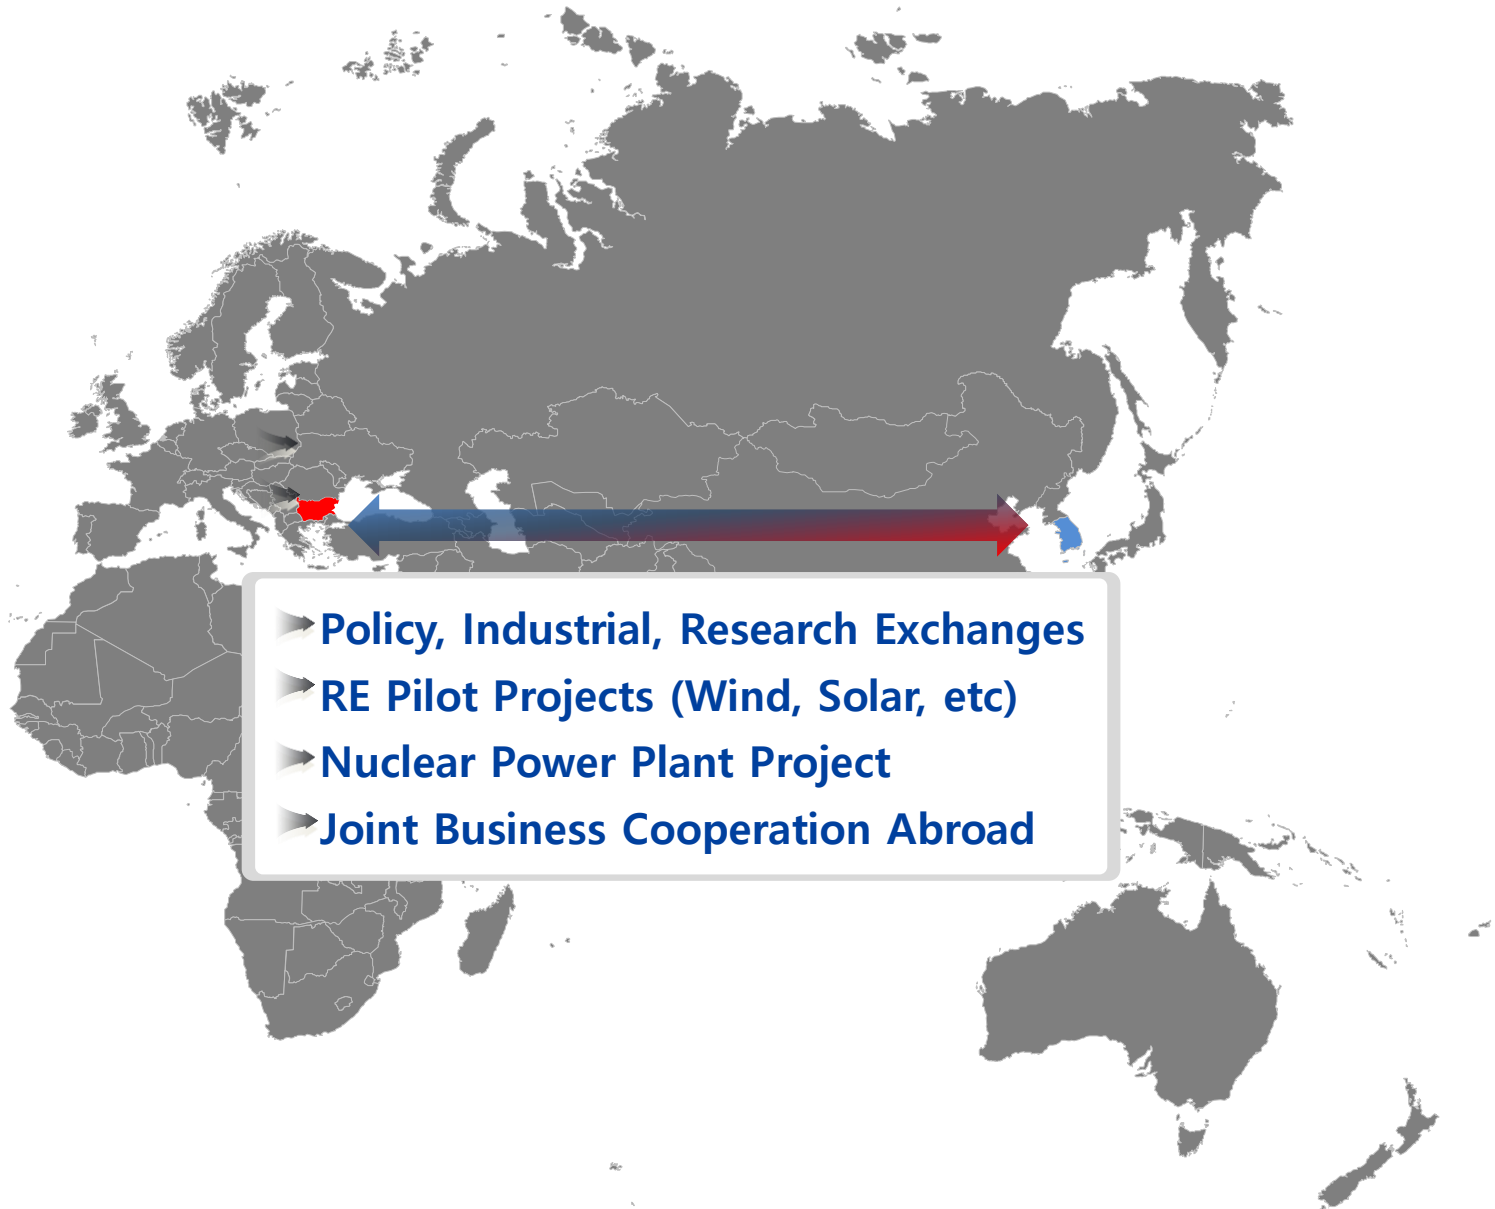 Policy, Industrial, Research Exchanges
RE Pilot Projects (Wind, Solar, etc)
Nuclear Power Plant Project
Joint Business Cooperation Abroad